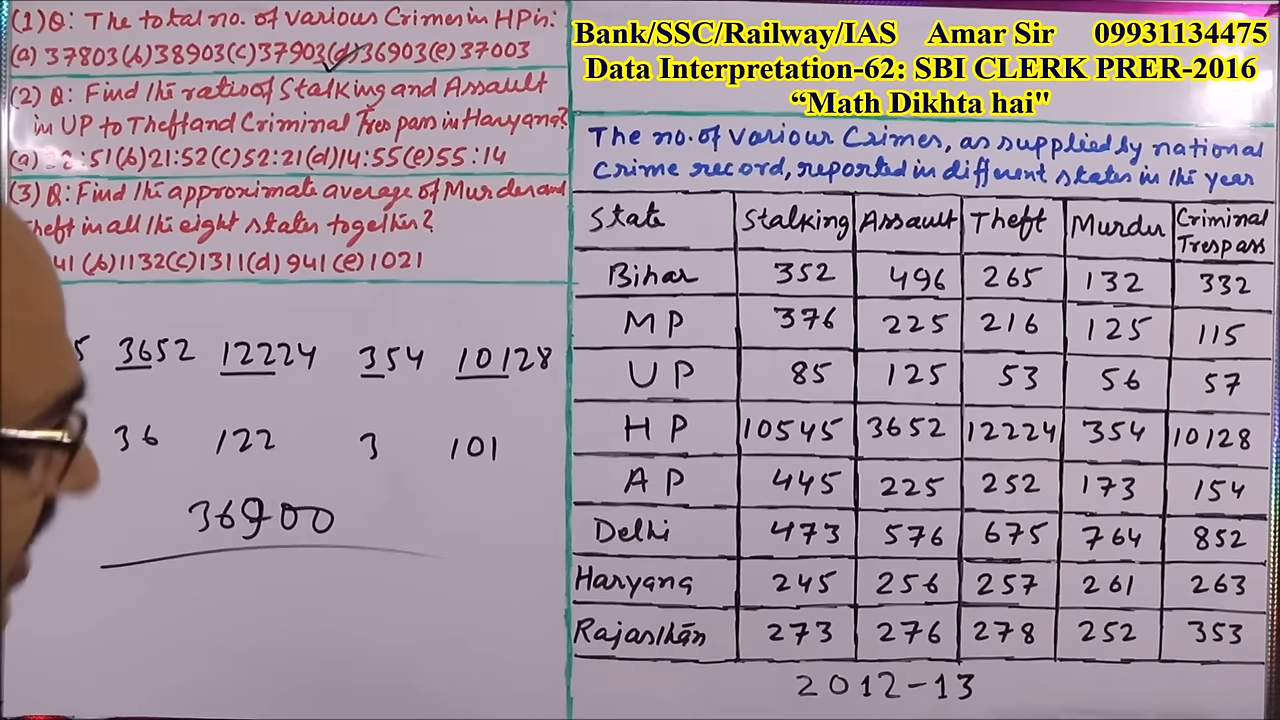 (1)Q: The total no. of various Crimes in HP is:
(a) 37803(b)38903(c)37903(d)36903(e)37003
(2) Q: Find the ratio of Stalking and Assault
in UP to Theft and Criminal Trespass in Haryana?
(a) :51(b)21:52(c)52:21(d)14:55(e)55:14
(3) Q: Find the approximate average of Murder and
Theft in all the eight states together?
41(b)1132(c)1311(d)941(e)1021
5 3652 12224 354 10128
36 122 3 101
36900
Bank/SSC/Railway/IAS Amar Sir 09931134475
Data Interpretation-62: SBI CLERK PRER-2016
“Math Dikhta hai"
The no. of various Crimes, as supplied by national
Crime record, reported in different states in the year
State Stalking Assault Theft Murder Criminal Trespass
Bihar 352 496 265 132 332
MP 376 225 216 125 115
UP 85 125 53 56 57
HP 10545 3652 12224 354 10128
AP 445 225 252 173 154
Delhi 473 576 675 764 852
Haryana 245 256 257 261 263
Rajasthan 273 276 278 252 353
2012-13